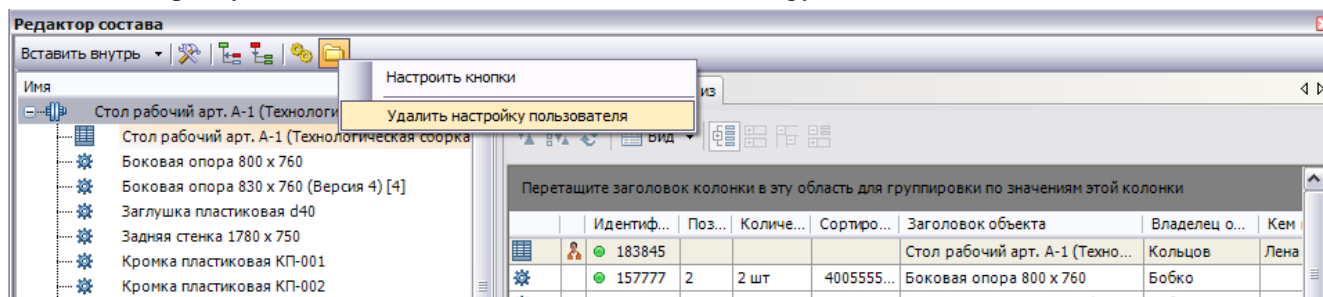 Редактор состава
Вставить внутрь
Настроить кнопки
Удалить настройку пользователя
из
Имя
Стол рабочий арт. А-1 (Технологи
Стол рабочий арт. А-1 (Технологическая сборка
Боковая опора 800 x 760
Боковая опора 830 x 760 (Версия 4) [4]
Заглушка пластиковая d40
Задняя стенка 1780 x 750
Кромка пластиковая КП-001
Кромка пластиковая КП-002
Вид
Перетащите заголовок колонки в эту область для группировки по значениям этой колонки
Идентиф... Поз... Количе... Сортиро... Заголовок объекта Владелец о... Кем
183845 Стол рабочий арт. А-1 (Техно... Кольцов Лена
157777 2 2 шт 4005555... Боковая опора 800 x 760 Бобко